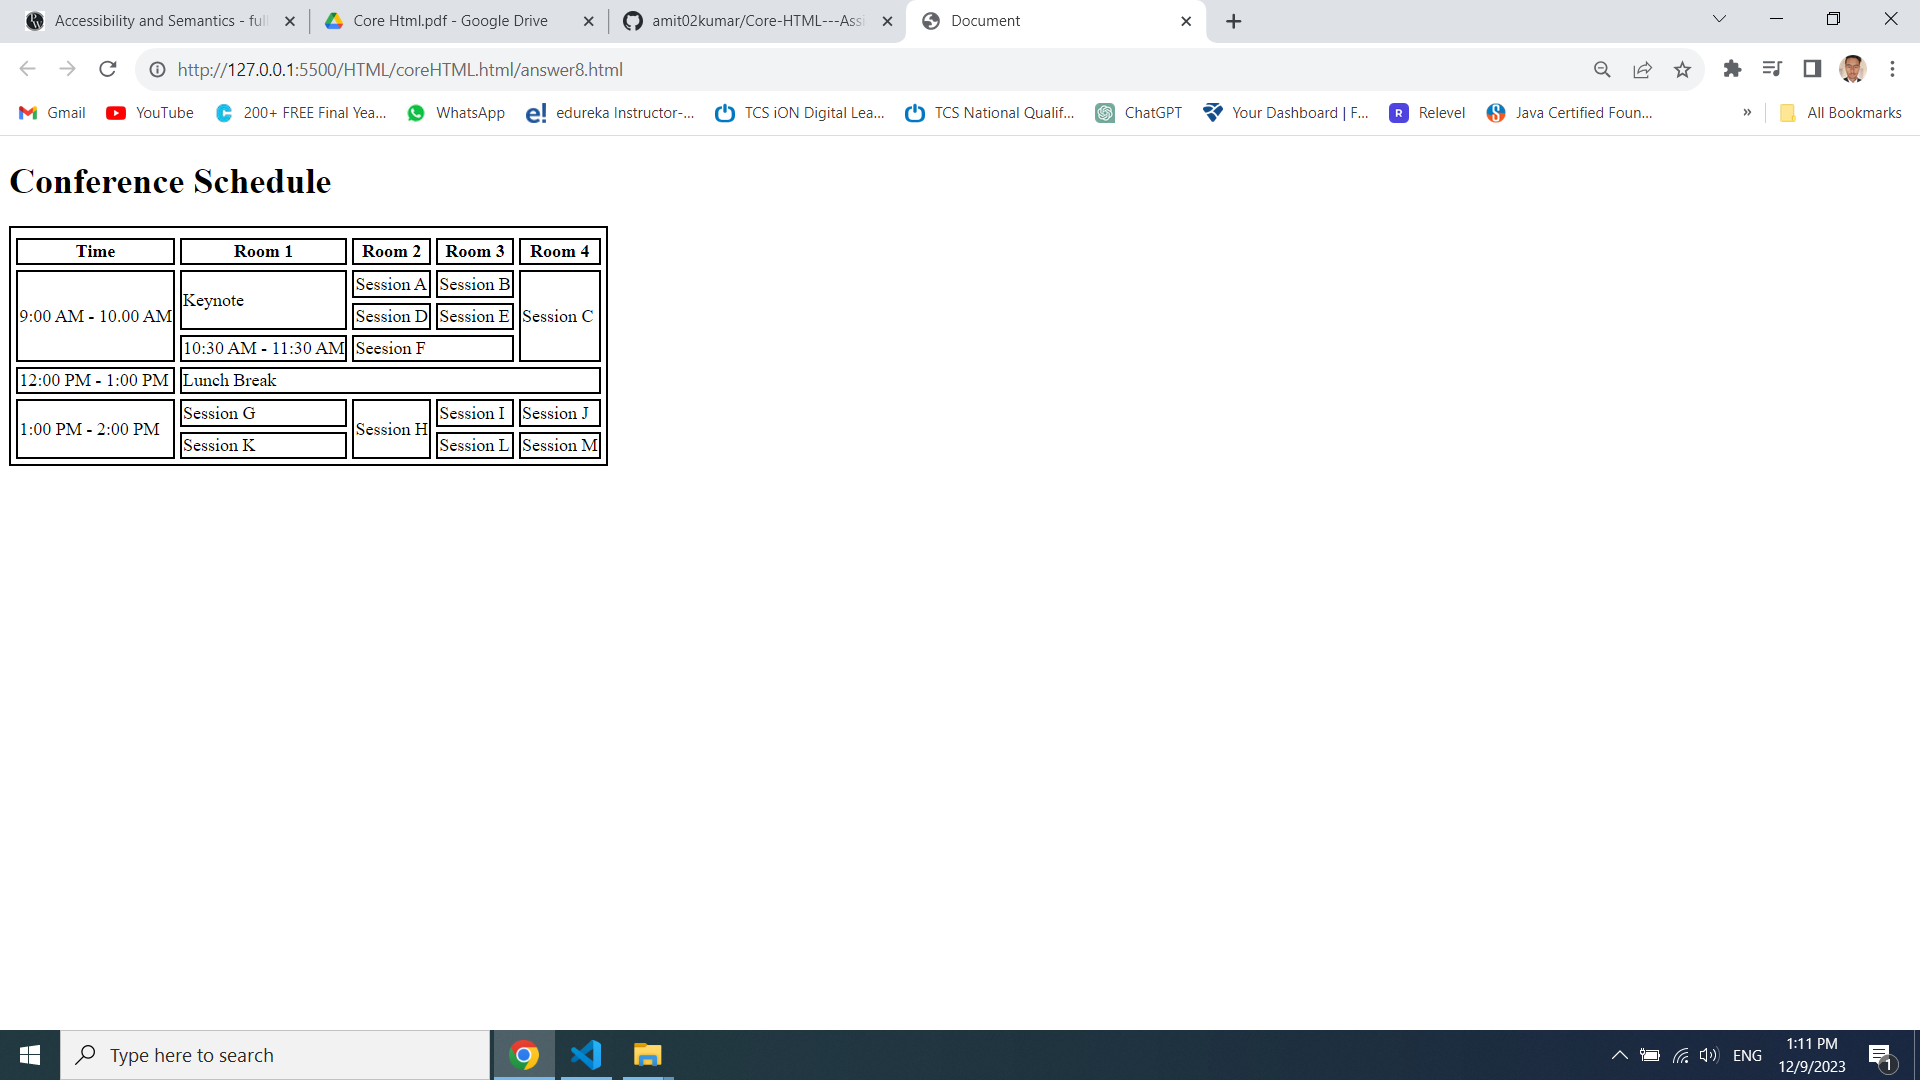 Accessibility and Semantics - full
Core Html.pdf - Google Drive
amit02kumar/Core-HTML---Assi
Document
http://127.0.0.1:5500/HTML/coreHTML.html/answer8.html
Gmail YouTube 200+ FREE Final Yea... WhatsApp edureka Instructor-... TCS iON Digital Lea... TCS National Qualif... ChatGPT Your Dashboard | F... Relevel Java Certified Foun... » All Bookmarks
Conference Schedule
Time Room 1 Room 2 Room 3 Room 4
9:00 AM - 10.00 AM Keynote Session A Session B Session C
Session D Session E
10:30 AM - 11:30 AM Seesion F
12:00 PM - 1:00 PM Lunch Break
1:00 PM - 2:00 PM Session G Session H Session I Session J
Session K Session L Session M
Type here to search
ENG
1:11 PM
12/9/2023
1